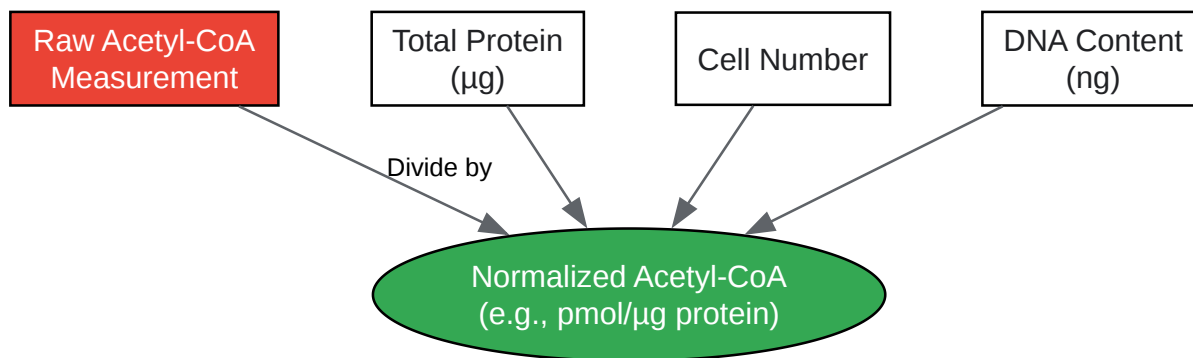 Raw Acetyl-CoA
Measurement
Total Protein
(µg)
Cell Number
DNA Content
(ng)
Divide by
Normalized Acetyl-CoA
(e.g., pmol/µg protein)